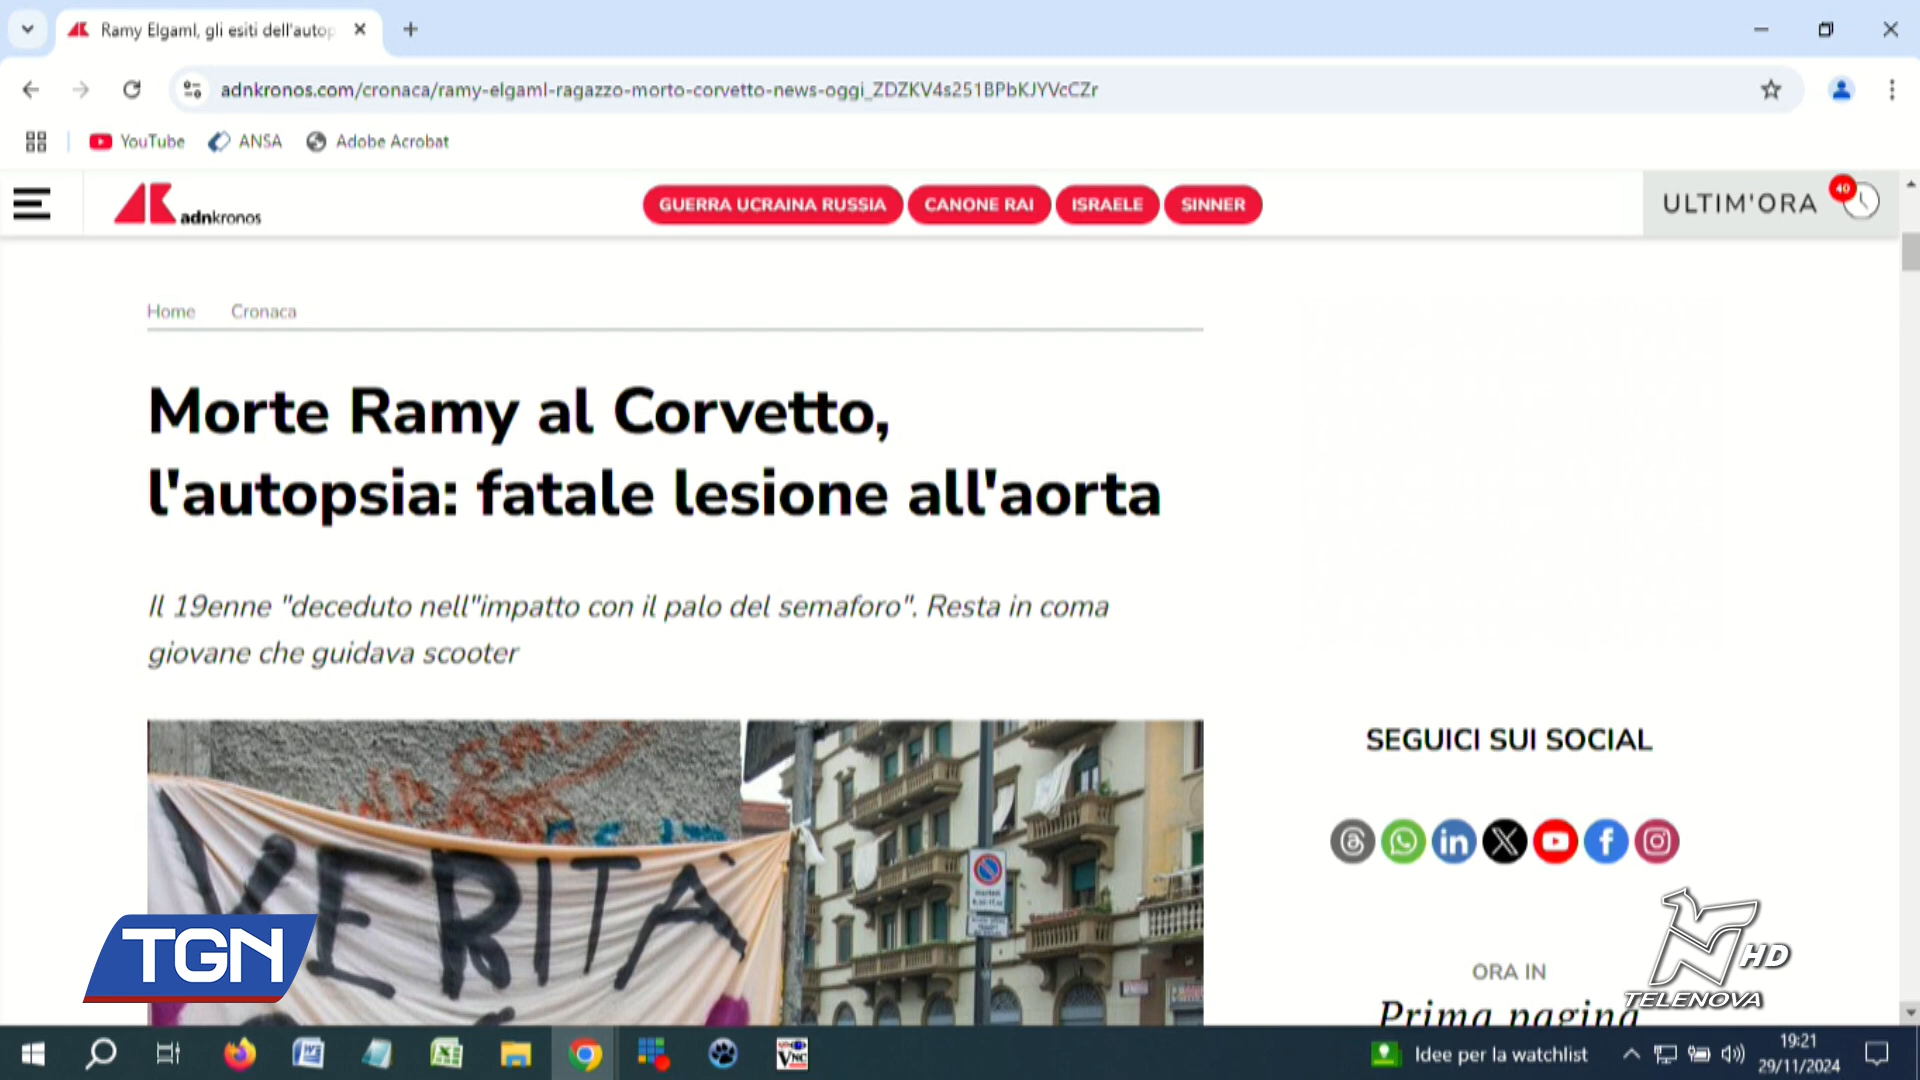 Ramy Elgaml, gli esiti dell'autop
adnkronos.com/cronaca/ramy-elgaml-ragazzo-morto-corvetto-news-oggi_ZDZKV4s251BPbKJYVcCZr
YouTube ANSA Adobe Acrobat
adnkronos
GUERRA UCRAINA RUSSIA CANONE RAI ISRAELE SINNER
ULTIM'ORA 40
Home Cronaca
Morte Ramy al Corvetto,
l'autopsia: fatale lesione all'aorta
Il 19enne "deceduto nell"impatto con il palo del semaforo". Resta in coma
giovane che guidava scooter
SEGUICI SUI SOCIAL
VERITÀ
TGN
HD
TELENOVA
ORA IN
Prima pagina
Idee per la watchlist
19:21
29/11/2024